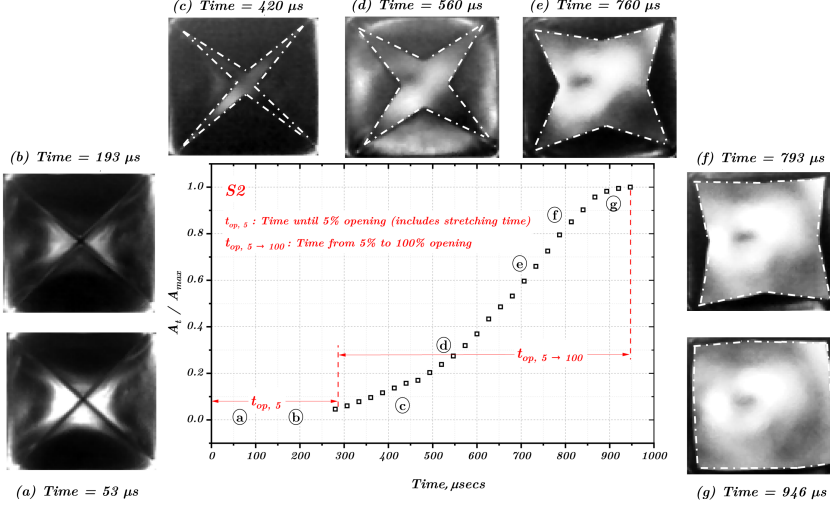 (c) Time = 420 µs
(d) Time = 560 µs
(e) Time = 760 µs
(b) Time = 193 µs
(f) Time = 793 µs
S2
t_op, 5 : Time until 5% opening (includes stretching time)
t_op, 5 → 100 : Time from 5% to 100% opening
A_t / A_max
1.0
0.8
0.6
0.4
0.2
0.0
g
f
e
d
c
b
a
t_op, 5 → 100
t_op, 5
0 100 200 300 400 500 600 700 800 900 1000
Time, µsecs
(a) Time = 53 µs
(g) Time = 946 µs